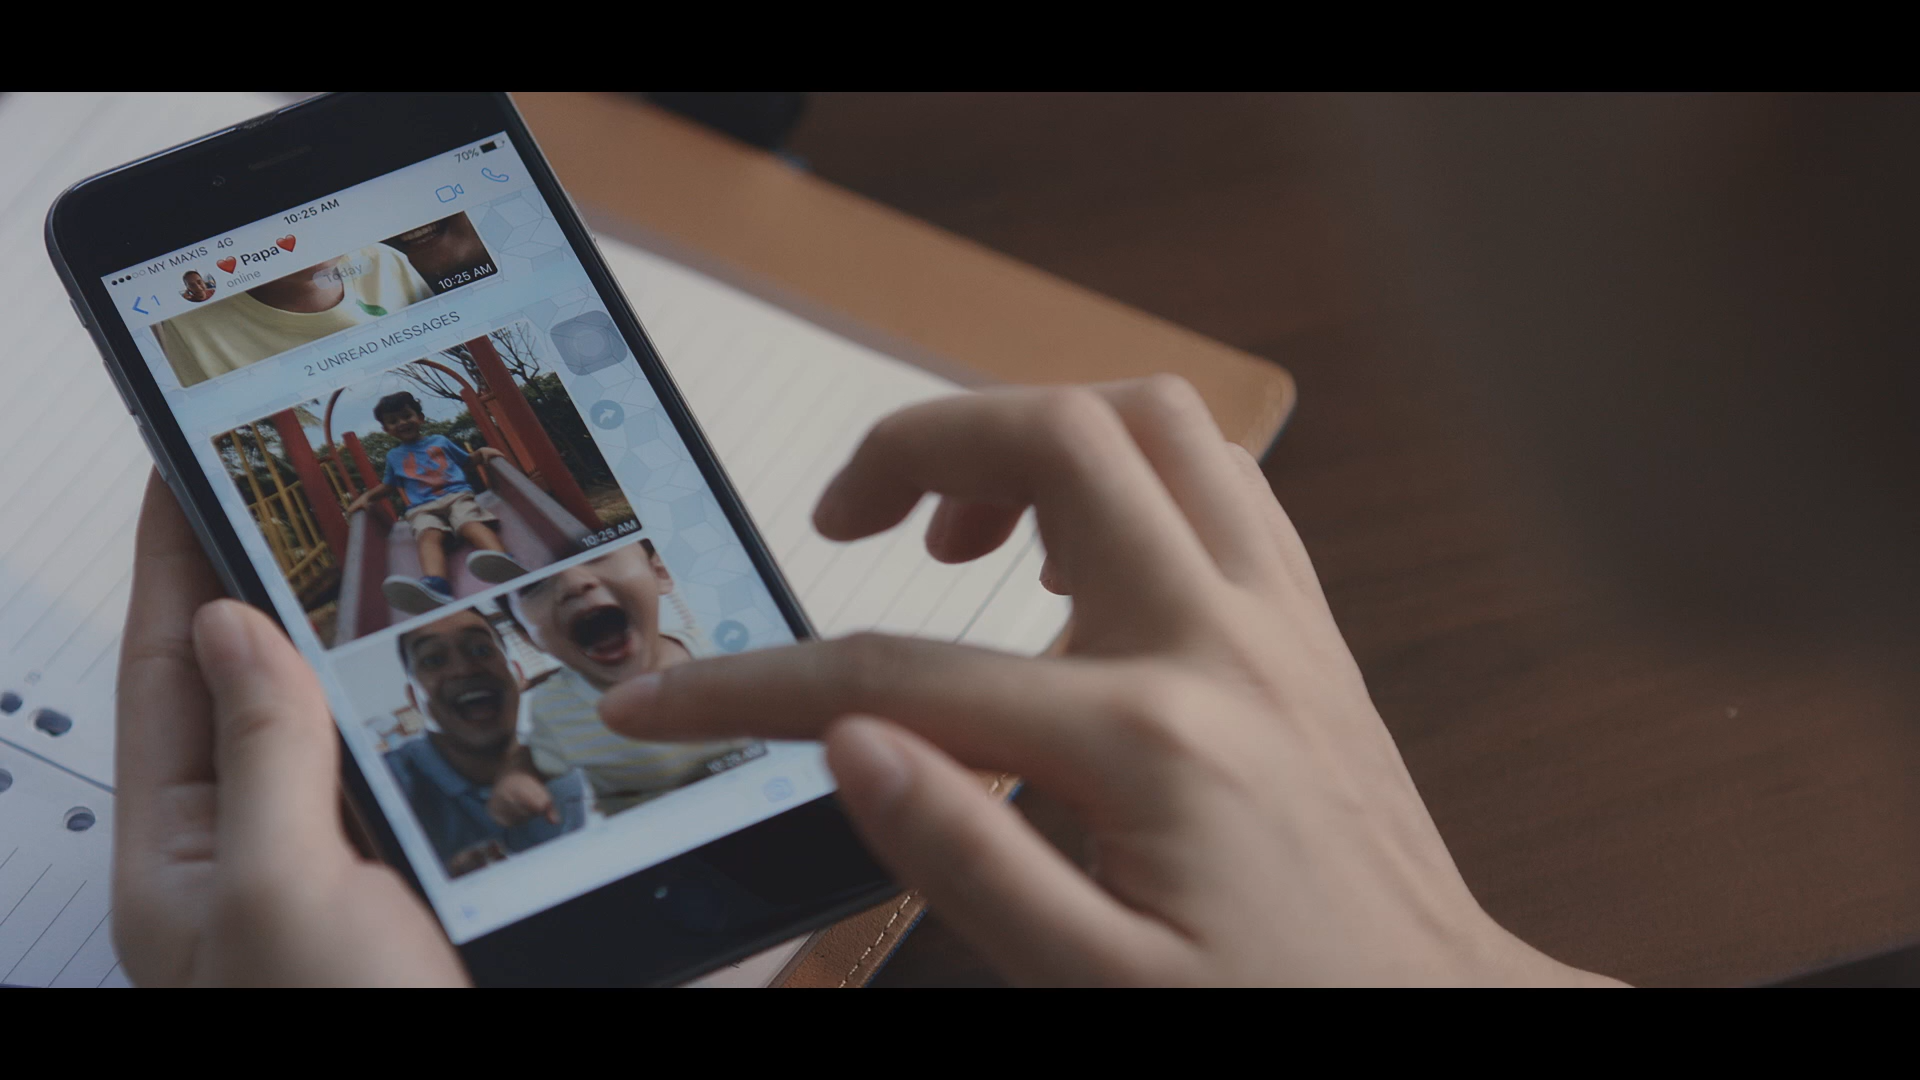 MY MAXIS 4G 10:25 AM 70%
1 ❤️Papa❤️
online
Today
10:25 AM
2 UNREAD MESSAGES
10:25 AM